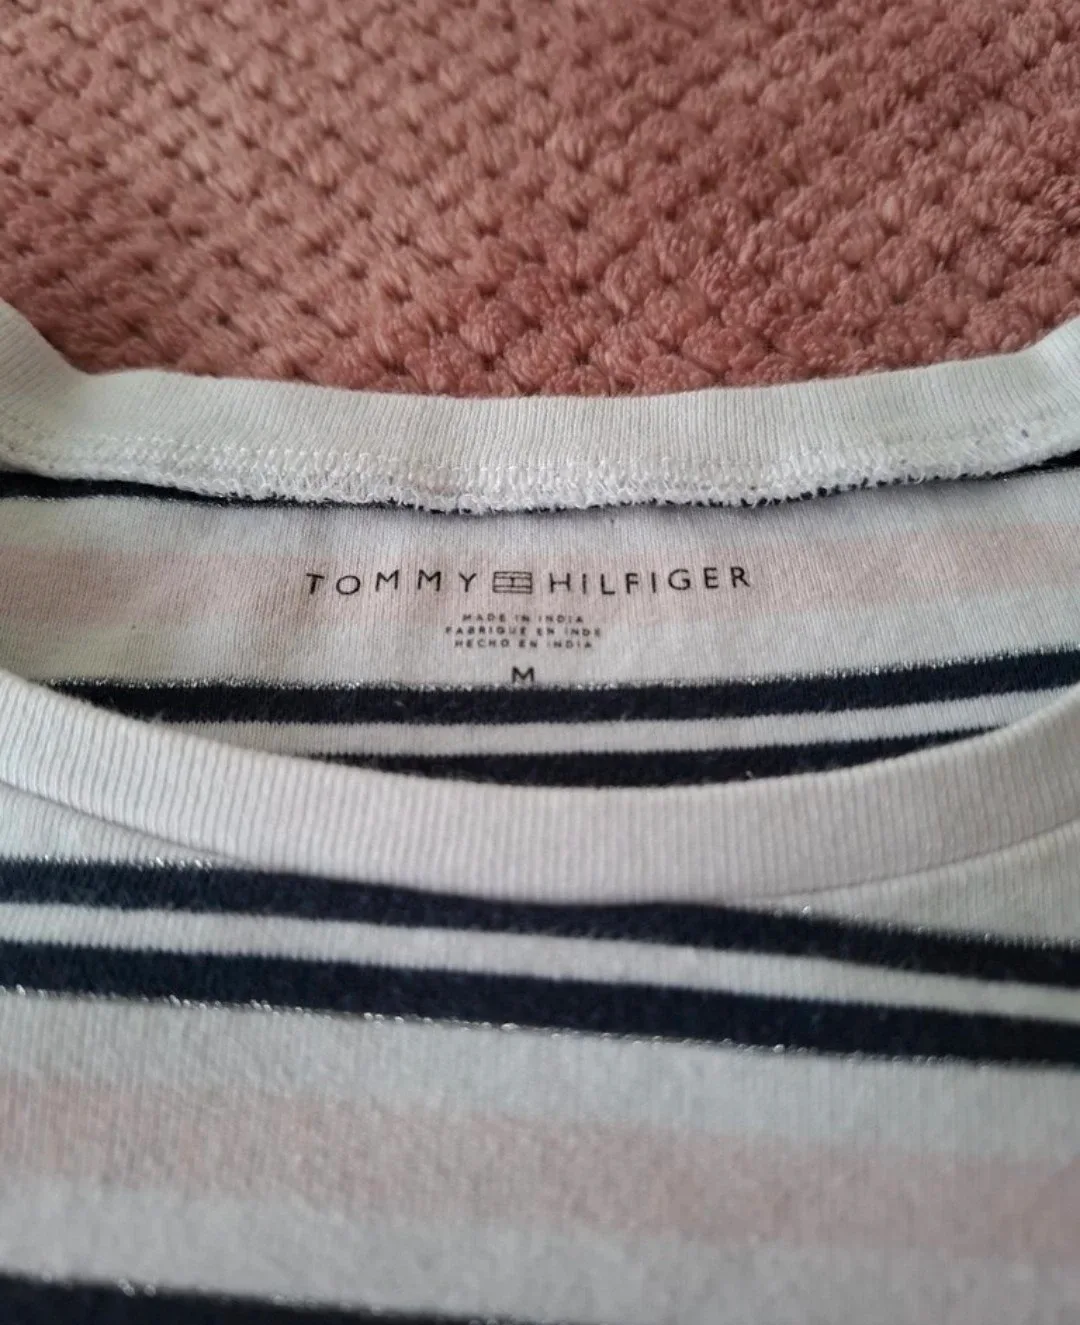 TOMMY HILFIGER
MADE IN INDIA
FABRIQUE EN INDE
HECHO EN INDIA
M